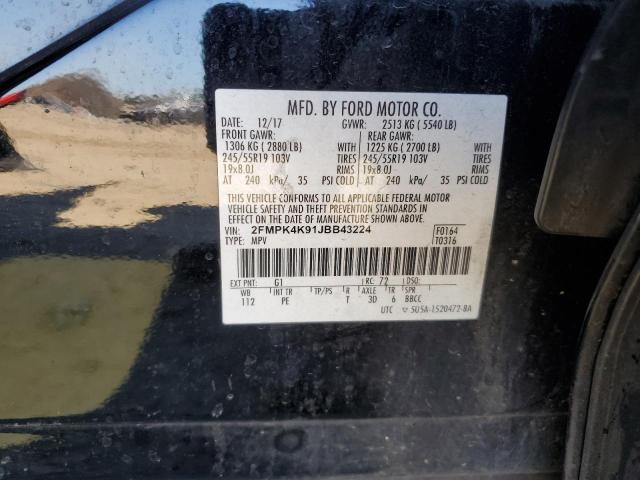 MFD. BY FORD MOTOR CO.
DATE: 12/17 GVWR: 2513 KG ( 5540 LB)
FRONT GAWR: REAR GAWR:
1306 KG ( 2880 LB) 1225 KG ( 2700 LB)
245/55R19 103V TIRES 245/55R19 103V TIRES
19x8.0J RIMS 19x8.0J RIMS
AT 240 kPa/ 35 PSI COLD AT 240 kPa/ 35 PSI COLD
THIS VEHICLE CONFORMS TO ALL APPLICABLE FEDERAL MOTOR
VEHICLE SAFETY AND THEFT PREVENTION STANDARDS IN
EFFECT ON THE DATE OF MANUFACTURE SHOWN ABOVE.
VIN: 2FMPK4K91JBB43224 F0164
TYPE: MPV T0316
EXT PNT: G1 RC: 72 DSO:
WB INT TR TP/PS R AXLE TR SPR
112 PE T 3D 6 BBCC
UTC ▽ 5U5A-1520472-BA